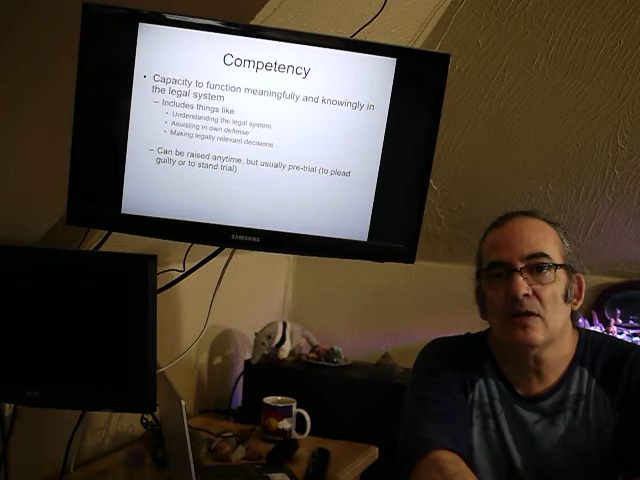 Competency
• Capacity to function meaningfully and knowingly in
the legal system
– Includes things like:
• Understanding the legal system
• Assisting in own defense
• Making legally relevant decisions
– Can be raised anytime, but usually pre-trial (to plead
guilty or to stand trial)
SAMSUNG